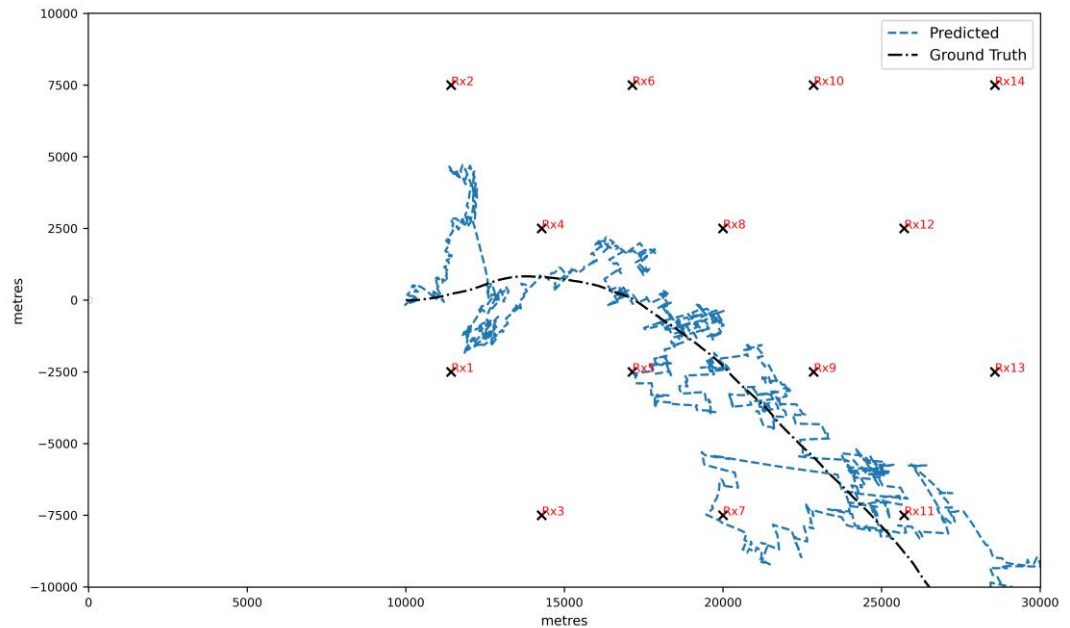 10000
Predicted
Ground Truth
7500
Rx2
Rx6
Rx10
Rx14
5000
2500
Rx4
Rx8
Rx12
metres
0
−2500
Rx1
Rx5
Rx9
Rx13
−5000
−7500
Rx3
Rx7
Rx11
−10000
0
5000
10000
15000
20000
25000
30000
metres